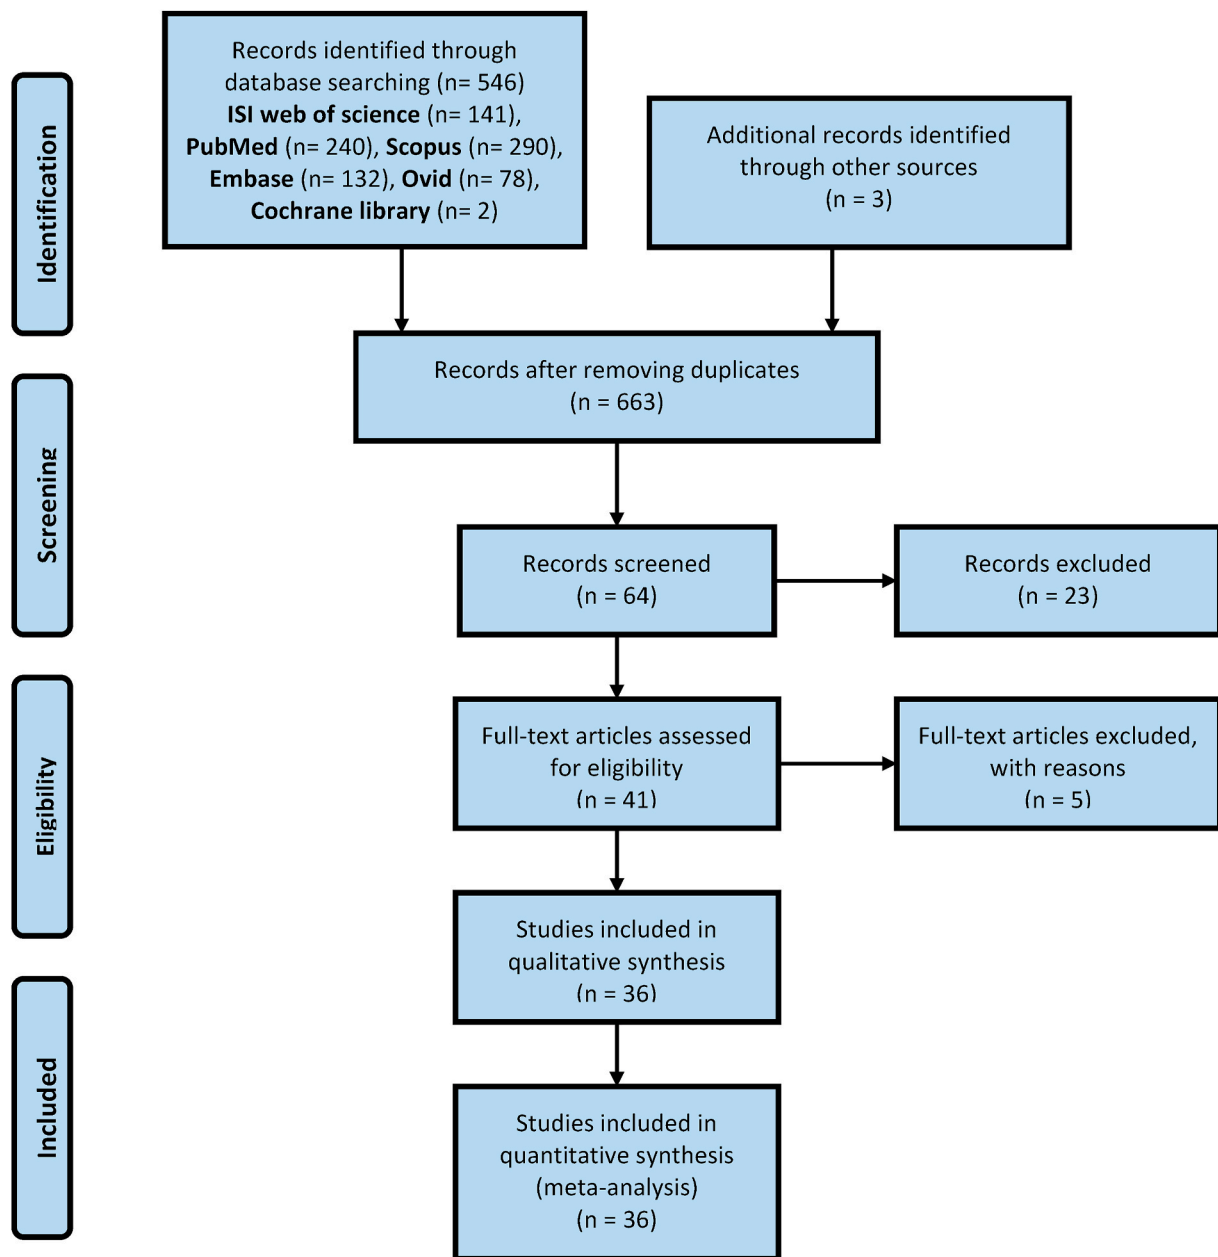 Identification
Records identified through
database searching (n= 546)
ISI web of science (n= 141),
PubMed (n= 240), Scopus (n= 290),
Embase (n= 132), Ovid (n= 78),
Cochrane library (n= 2)
Additional records identified
through other sources
(n = 3)
Records after removing duplicates
(n = 663)
Screening
Records screened
(n = 64)
Records excluded
(n = 23)
Eligibility
Full-text articles assessed
for eligibility
(n = 41)
Full-text articles excluded,
with reasons
(n = 5)
Studies included in
qualitative synthesis
(n = 36)
Included
Studies included in
quantitative synthesis
(meta-analysis)
(n = 36)